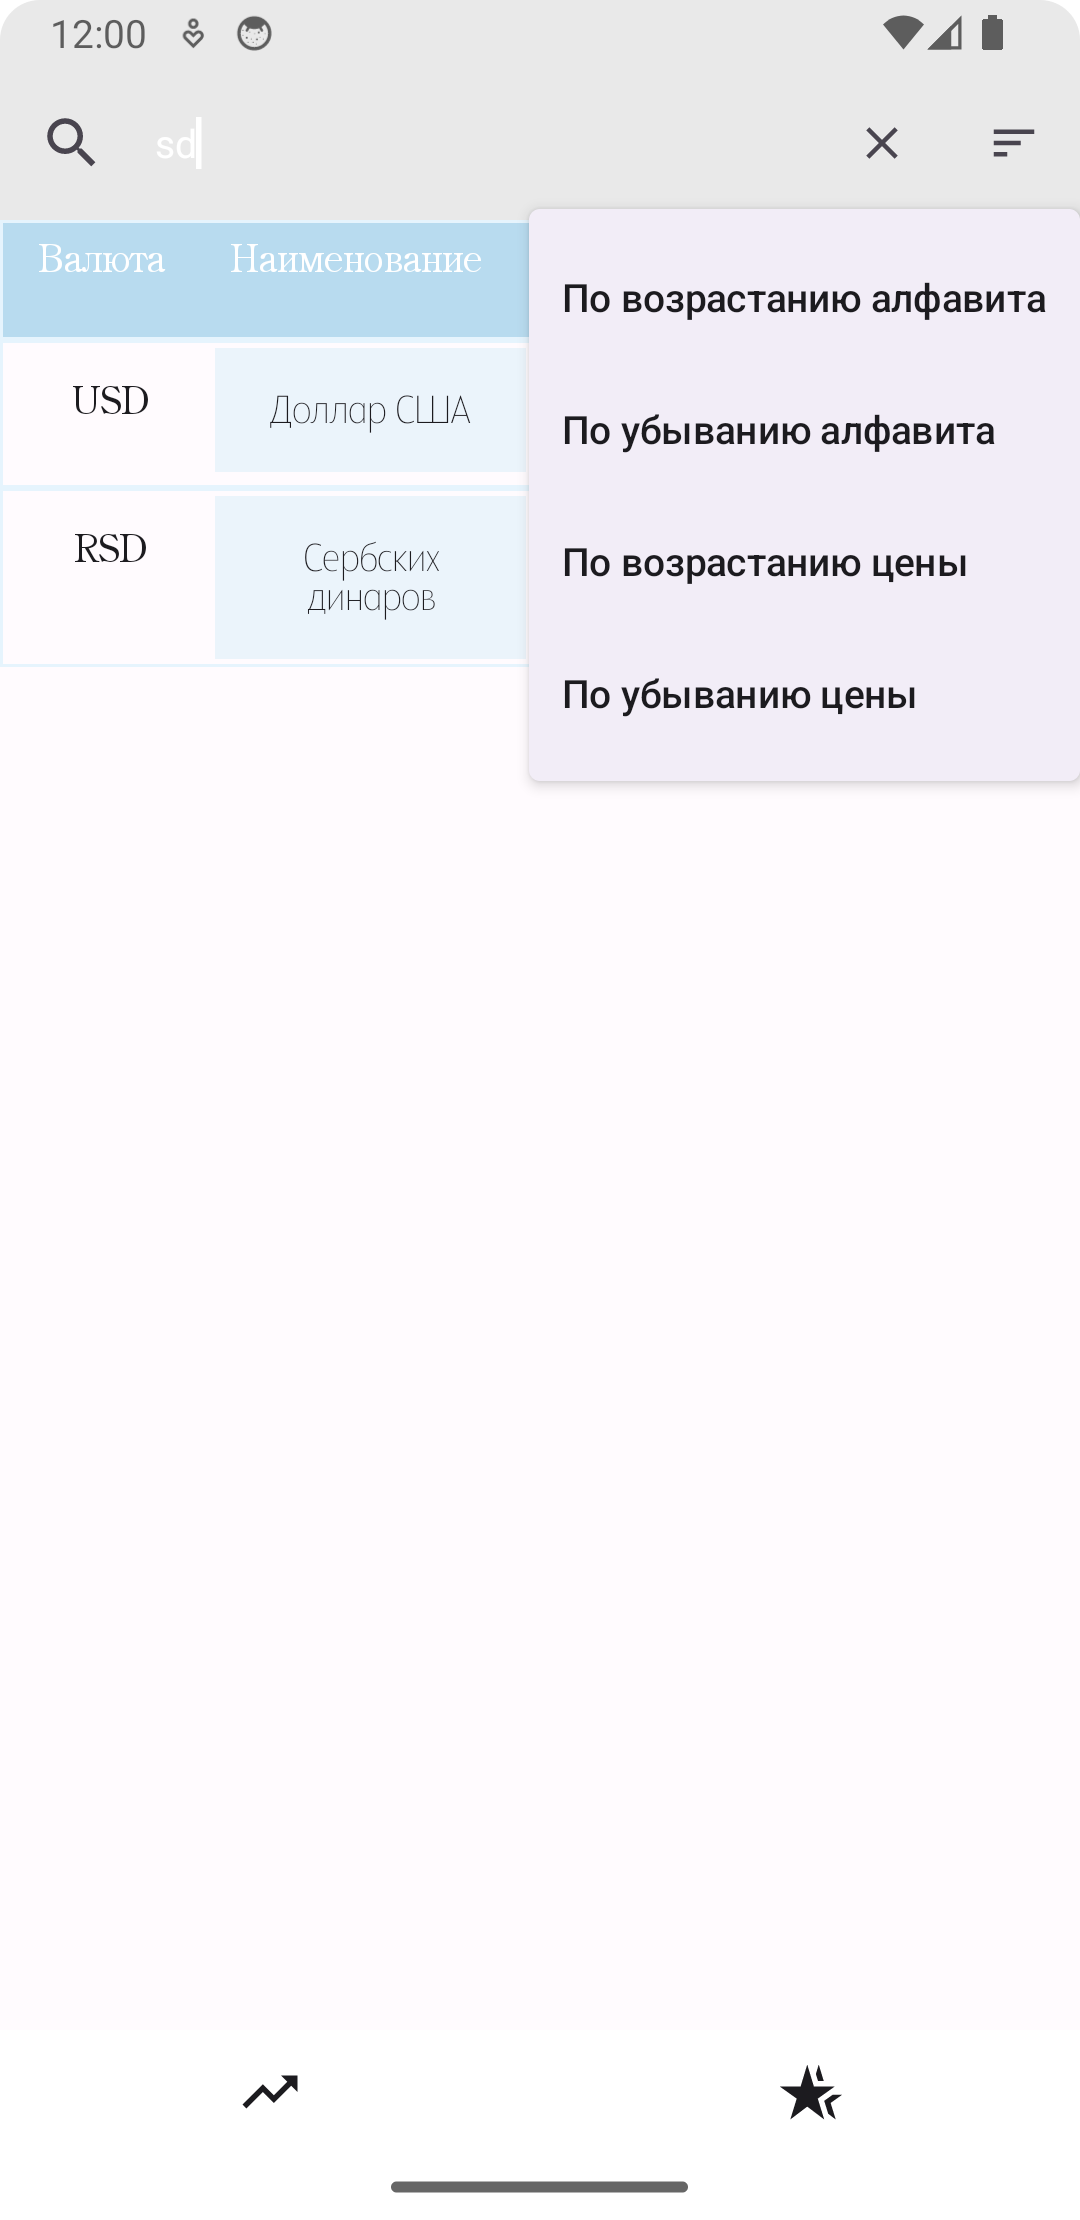 12:00
sd
Валюта Наименование
По возрастанию алфавита
USD Доллар США
По убыванию алфавита
RSD Сербских
динаров
По возрастанию цены
По убыванию цены